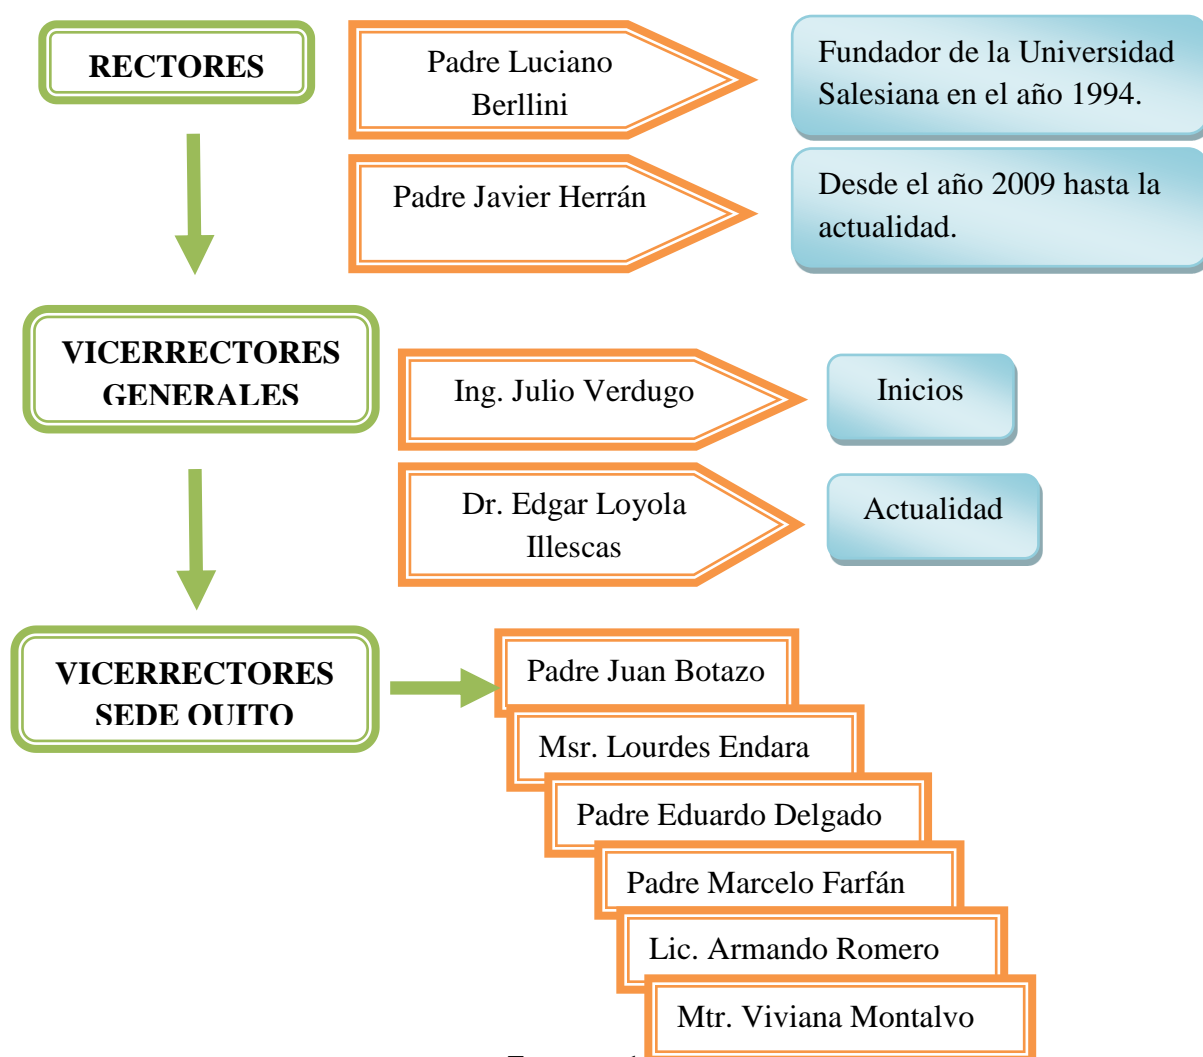 RECTORES
Padre Luciano
Berllini
Fundador de la Universidad
Salesiana en el año 1994.
Padre Javier Herrán
Desde el año 2009 hasta la
actualidad.
VICERRECTORES
GENERALES
Ing. Julio Verdugo
Inicios
Dr. Edgar Loyola
Illescas
Actualidad
VICERRECTORES
SEDE QUITO
Padre Juan Botazo
Msr. Lourdes Endara
Padre Eduardo Delgado
Padre Marcelo Farfán
Lic. Armando Romero
Mtr. Viviana Montalvo